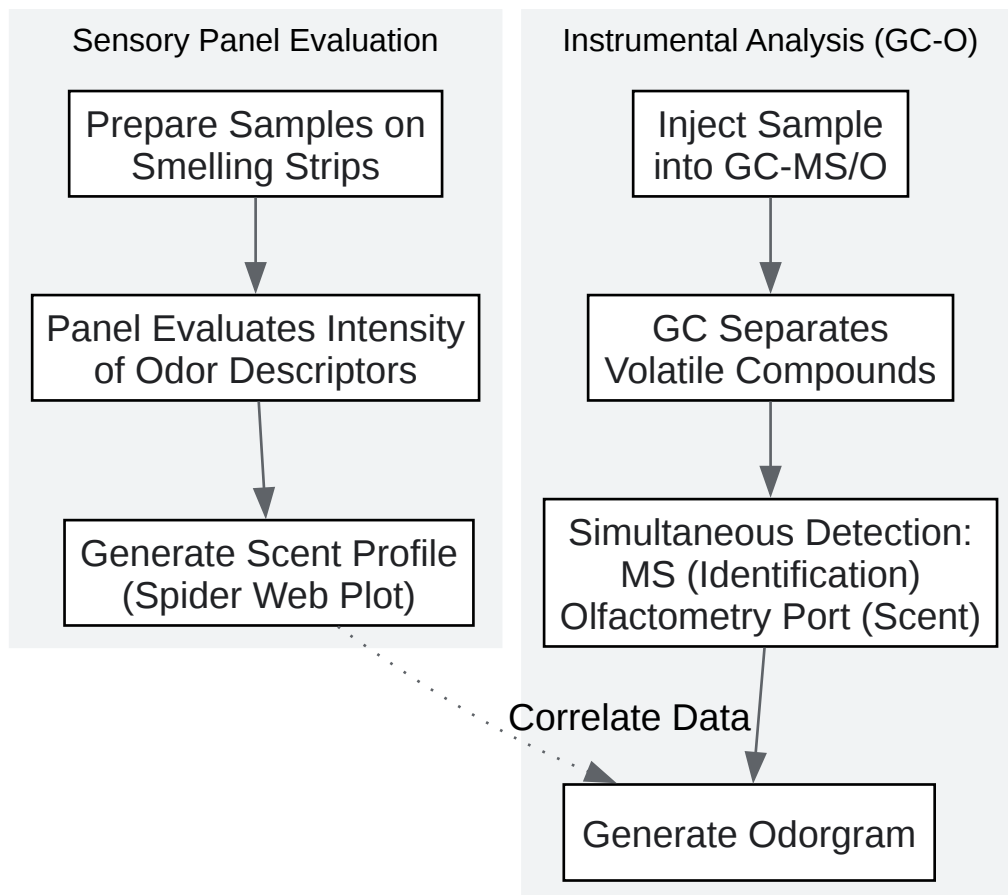 Sensory Panel Evaluation
Prepare Samples on
Smelling Strips
Panel Evaluates Intensity
of Odor Descriptors
Generate Scent Profile
(Spider Web Plot)
Instrumental Analysis (GC-O)
Inject Sample
into GC-MS/O
GC Separates
Volatile Compounds
Simultaneous Detection:
MS (Identification)
Olfactometry Port (Scent)
Correlate Data
Generate Odorgram